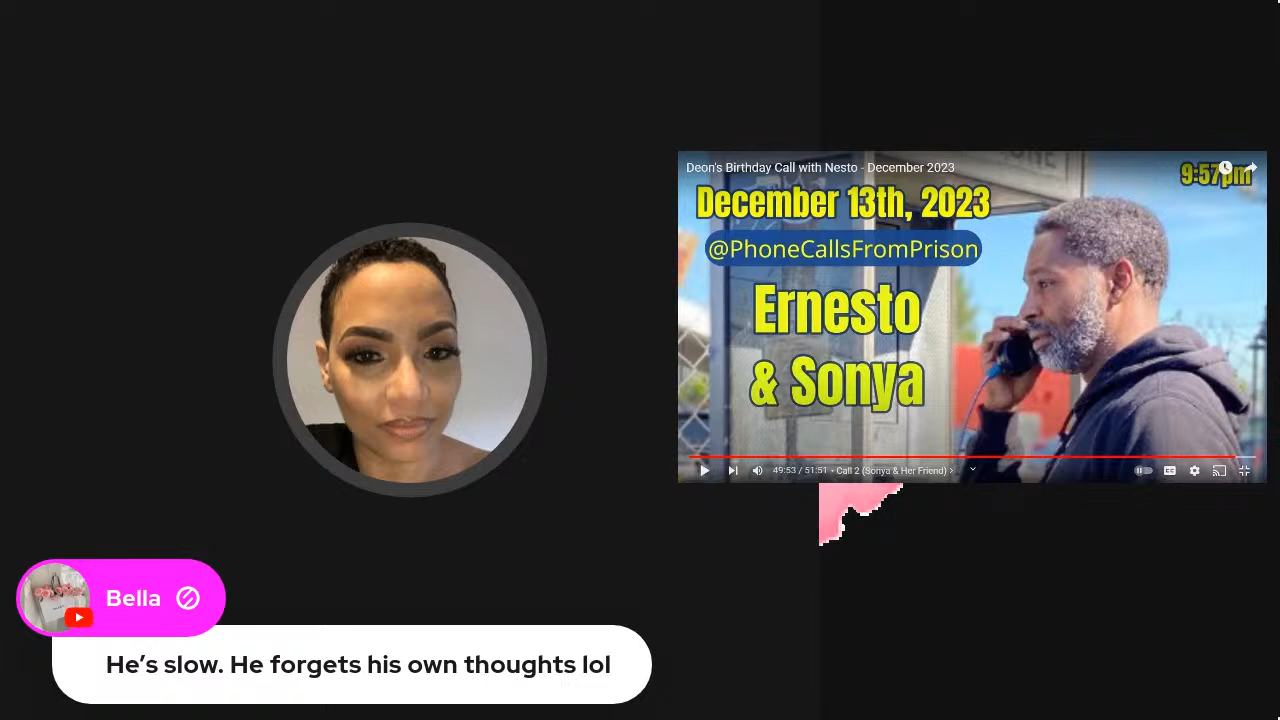 Deon's Birthday Call with Nesto - December 2023
9:57pm
December 13th, 2023
@PhoneCallsFromPrison
Ernesto
& Sonya
49:53 / 51:51 • Call 2 (Sonya & Her Friend) >
CC
Bella
He's slow. He forgets his own thoughts lol